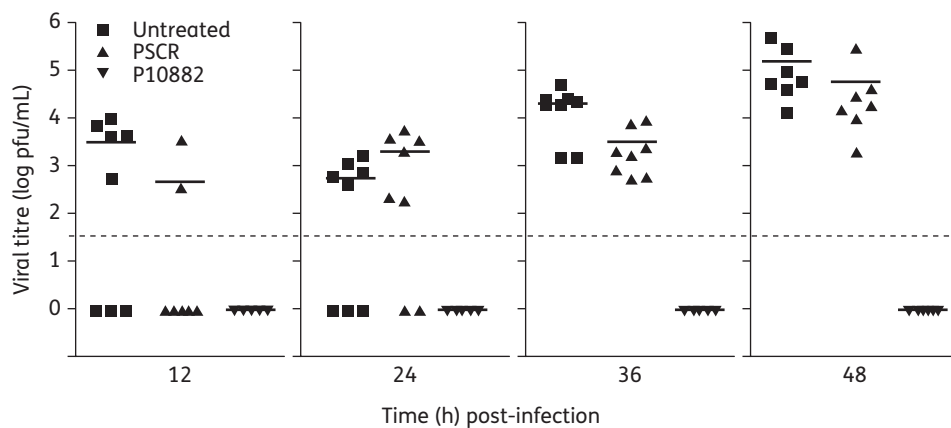 6
5
4
3
2
1
0
Viral titre (log pfu/mL)
Untreated
PSCR
P10882
12 24 36 48
Time (h) post-infection